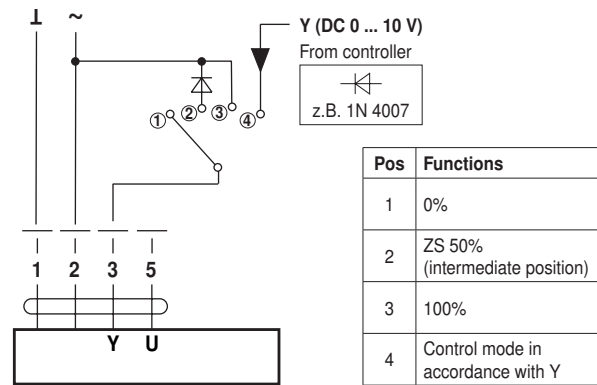 ⊥ ~
Y (DC 0 ... 10 V)
From controller
z.B. 1N 4007
① ② ③ ④
1 2 3 5
Y U
Pos Functions
1 0%
2 ZS 50%
(intermediate position)
3 100%
4 Control mode in
accordance with Y